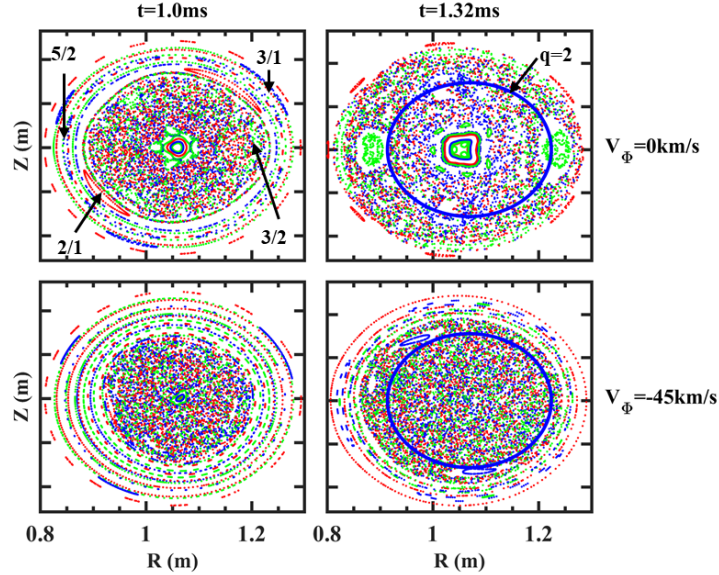 t=1.0ms
t=1.32ms
5/2
3/1
q=2
Z (m)
V_Φ=0km/s
2/1
3/2
Z (m)
V_Φ=-45km/s
0.8
1
1.2
0.8
1
1.2
R (m)
R (m)